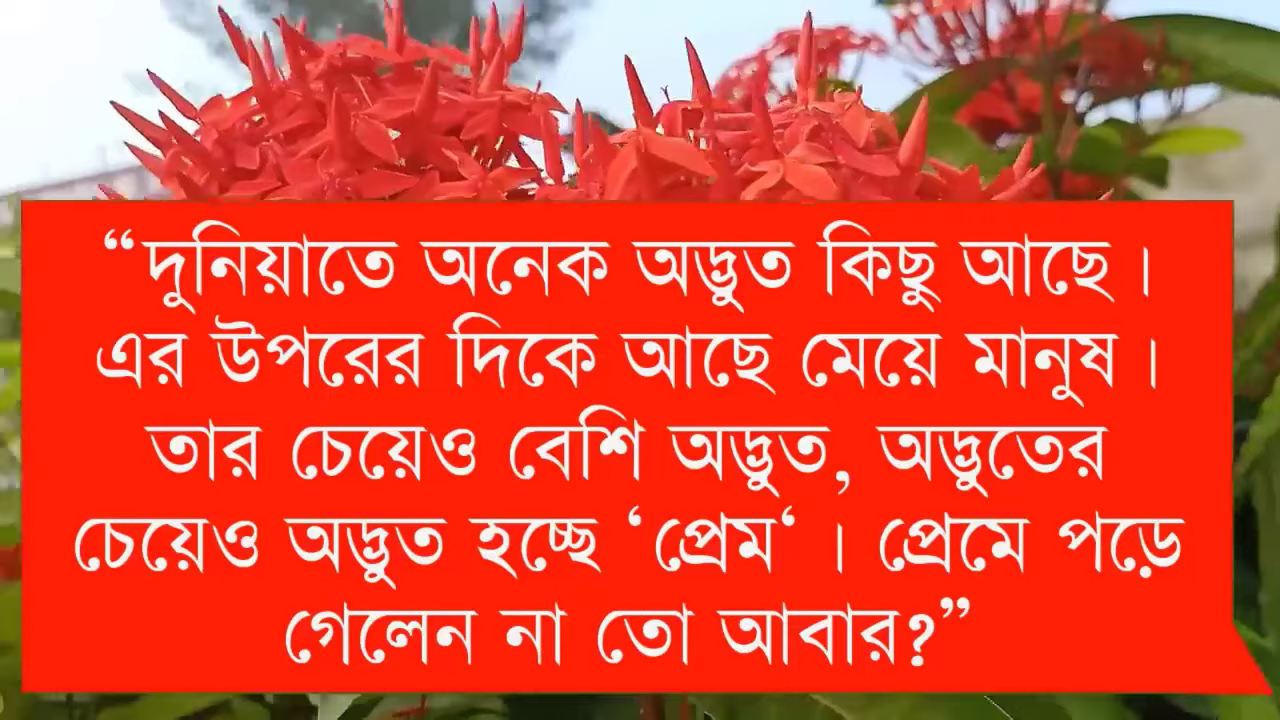 “দুনিয়াতে অনেক অদ্ভুত কিছু আছে।
এর উপরের দিকে আছে মেয়ে মানুষ।
তার চেয়েও বেশি অদ্ভুত, অদ্ভুতের
চেয়েও অদ্ভুত হচ্ছে ‘প্রেম‘ । প্রেমে পড়ে
গেলেন না তো আবার?”